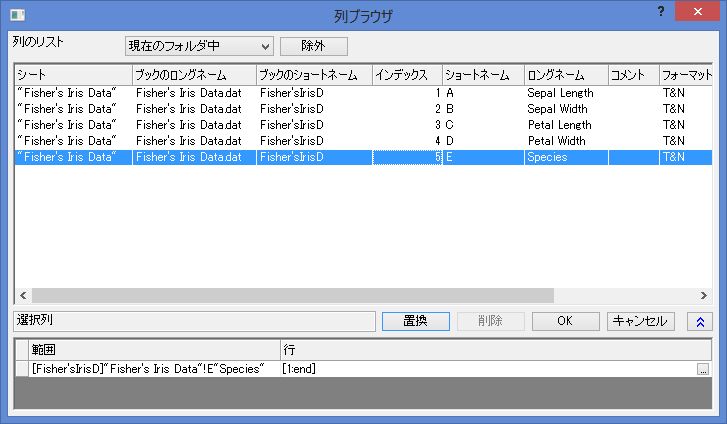 列ブラウザ
? ×
列のリスト 現在のフォルダ中 除外
シート ブックのロングネーム ブックのショートネーム インデックス ショートネーム ロングネーム コメント フォーマット
"Fisher's Iris Data" Fisher's Iris Data.dat Fisher'sIrisD 1 A Sepal Length T&N
"Fisher's Iris Data" Fisher's Iris Data.dat Fisher'sIrisD 2 B Sepal Width T&N
"Fisher's Iris Data" Fisher's Iris Data.dat Fisher'sIrisD 3 C Petal Length T&N
"Fisher's Iris Data" Fisher's Iris Data.dat Fisher'sIrisD 4 D Petal Width T&N
"Fisher's Iris Data" Fisher's Iris Data.dat Fisher'sIrisD 5 E Species T&N
選択列 置換 削除 OK キャンセル
範囲 行
[Fisher'sIrisD]"Fisher's Iris Data"!E"Species" [1:end] ...